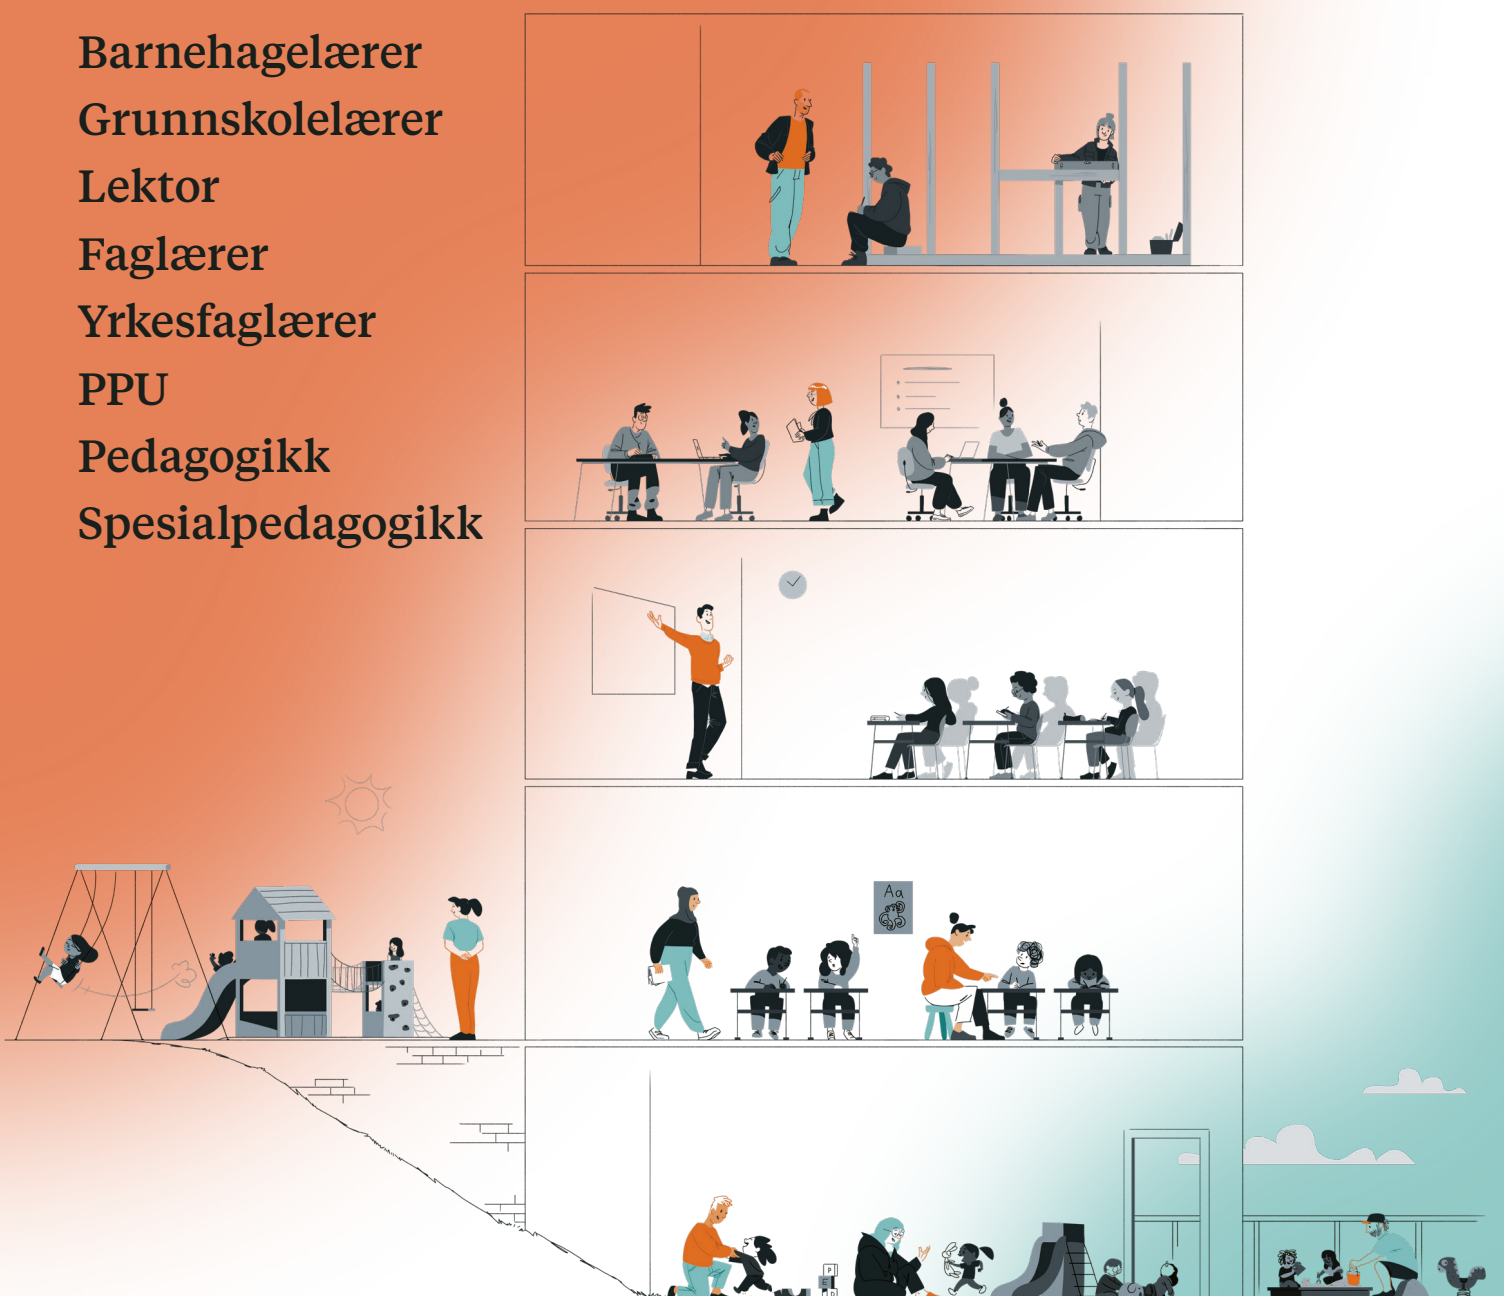 Barnehagelærer
Grunnskolelærer
Lektor
Faglærer
Yrkesfaglærer
PPU
Pedagogikk
Spesialpedagogikk
Aa
P
E